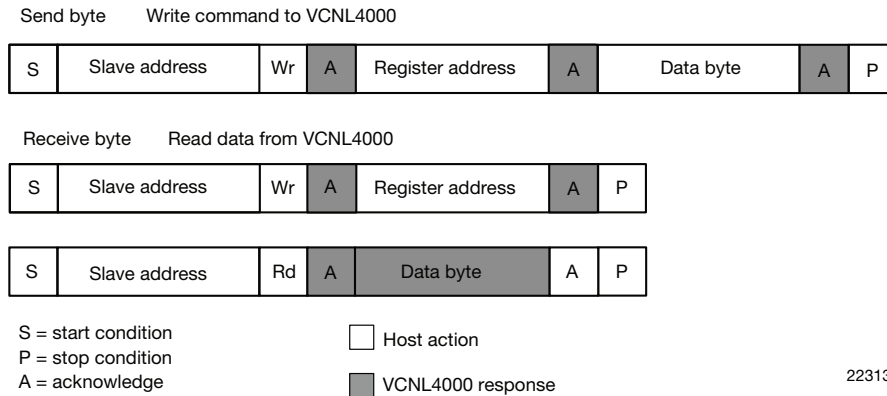 Send byte Write command to VCNL4000
S Slave address Wr A Register address A Data byte A P
Receive byte Read data from VCNL4000
S Slave address Wr A Register address A P
S Slave address Rd A Data byte A P
S = start condition
P = stop condition
A = acknowledge
Host action
VCNL4000 response
22313